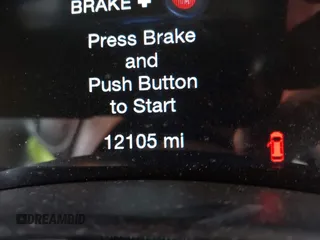 BRAKE +
Press Brake
and
Push Button
to Start
12105 mi
DREAMBID